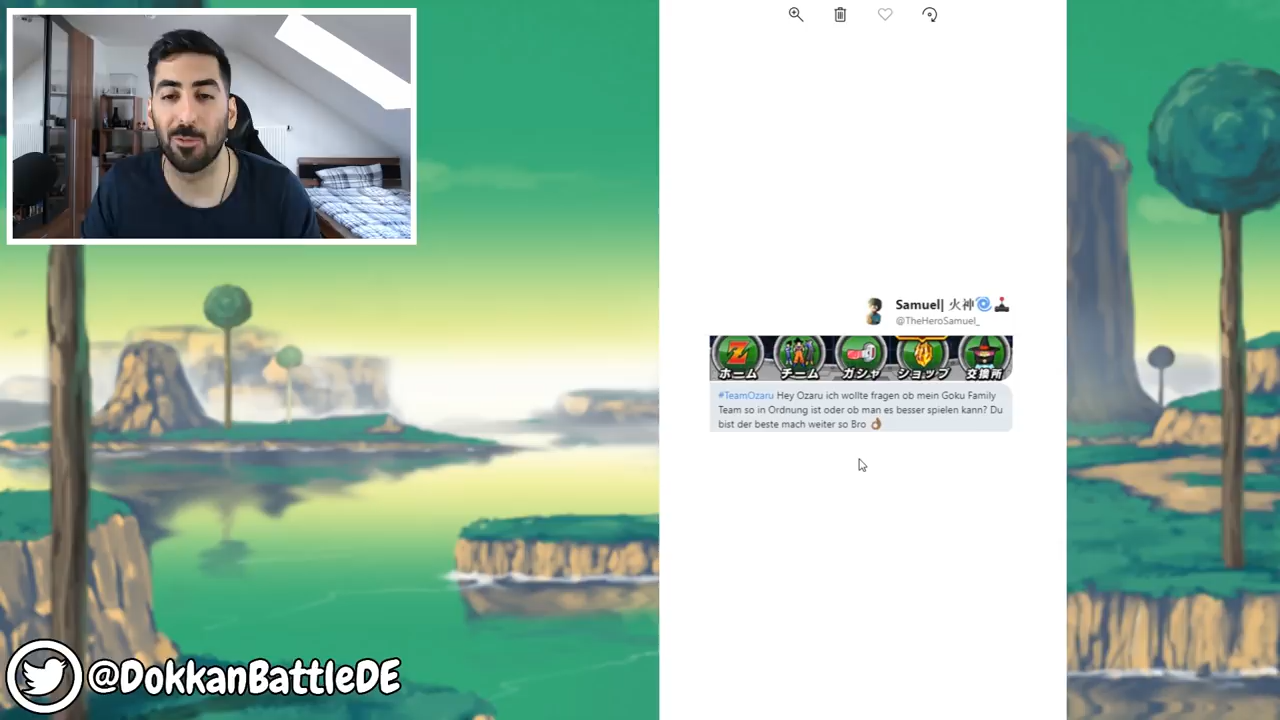 Samuel| 火神🌀🕹️
@TheHeroSamuel_
ホーム チーム ガシャ ショップ 交換所
#TeamOzaru Hey Ozaru ich wollte fragen ob mein Goku Family
Team so in Ordnung ist oder ob man es besser spielen kann? Du
bist der beste mach weiter so Bro 👌🏾
@DokkanBattleDE